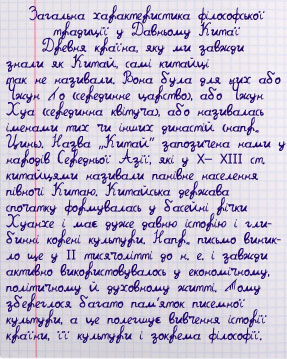 Загальна характеристика філософської
традиції у Давньому Китаї
Древня країна, яку ми завжди
знали як Китай, самі китайці
так не називали. Вона була для них або
Чжун Го (серединне царство), або Чжун
Хуа (серединна квітуча), або називалась
іменами тих чи інших династій (напр.,
Цинь). Назва „Китай" запозичена нами у
народів Середньої Азії, які у X– XIII ст.
китайцями називали панівне населення
півночі Китаю. Китайська держава
спочатку формувалась у басейні річки
Хуанхе і має дуже давню історію і гли-
бинні корені культури. Напр., письмо виник-
ло ще у II тисячолітті до н. е. і завжди
активно використовувалось у економічному,
політичному й духовному житті. Тому
збереглося багато пам'яток писемної
культури, а це полегшує вивчення історії
країни, її культури і зокрема філософії.